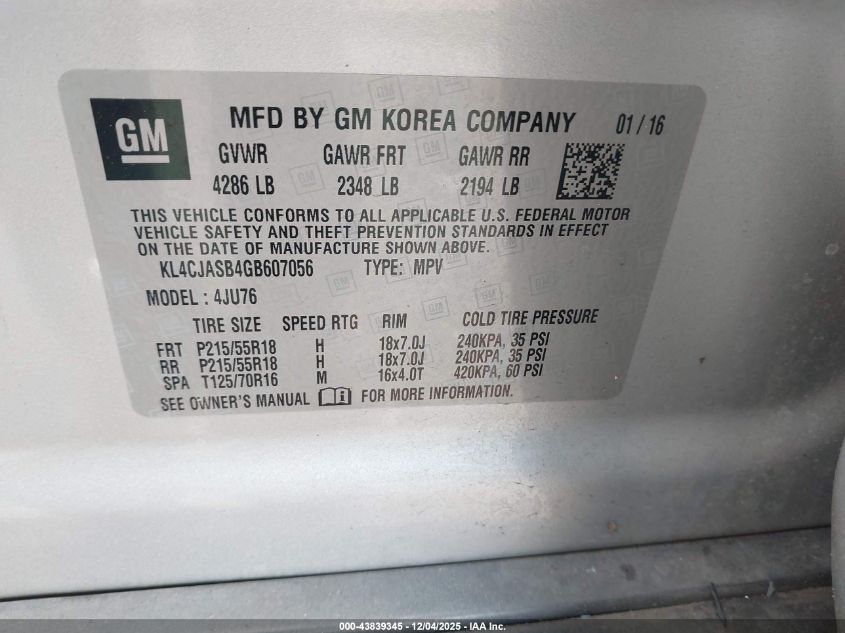 GM MFD BY GM KOREA COMPANY 01/16
GVWR GAWR FRT GAWR RR
4286 LB 2348 LB 2194 LB
THIS VEHICLE CONFORMS TO ALL APPLICABLE U.S. FEDERAL MOTOR
VEHICLE SAFETY AND THEFT PREVENTION STANDARDS IN EFFECT
ON THE DATE OF MANUFACTURE SHOWN ABOVE.
KL4CJASB4GB607056 TYPE: MPV
MODEL: 4JU76
TIRE SIZE SPEED RTG RIM COLD TIRE PRESSURE
FRT P215/55R18 H 18x7.0J 240KPA, 35 PSI
RR P215/55R18 H 18x7.0J 240KPA, 35 PSI
SPA T125/70R16 M 16x4.0T 420KPA, 60 PSI
SEE OWNER'S MANUAL i FOR MORE INFORMATION.
000-43839345 - 12/04/2025 - IAA Inc.